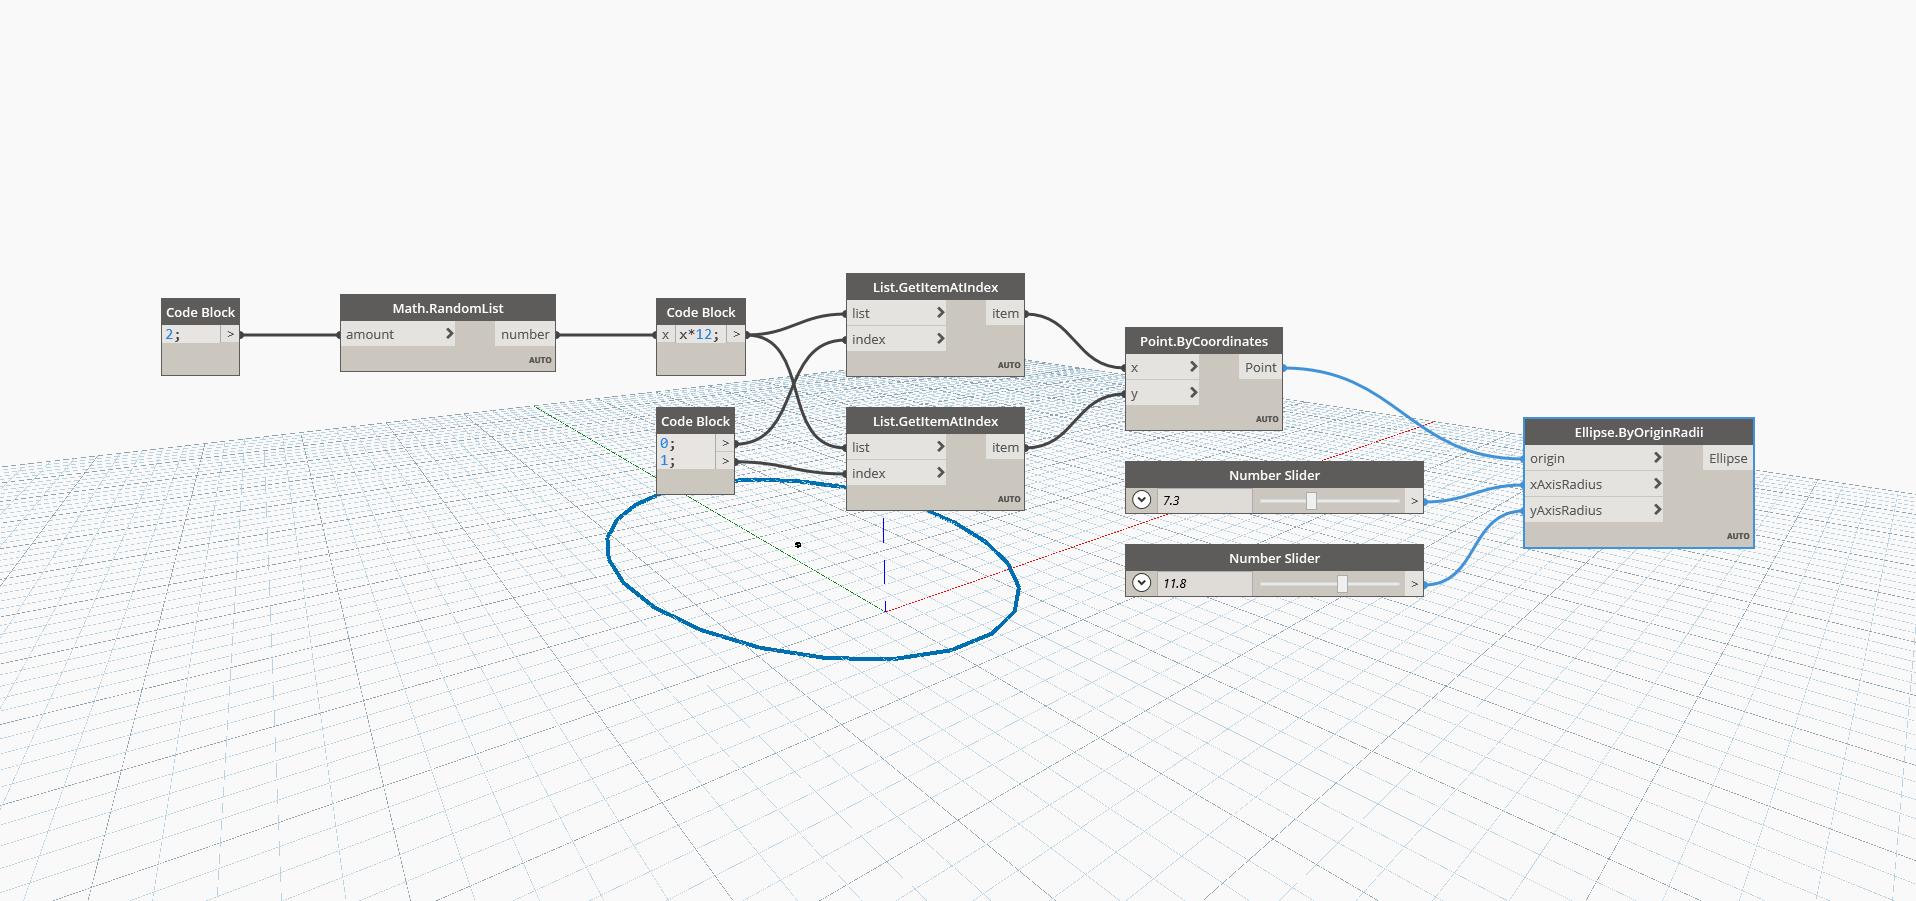 Code Block
2; >
Math.RandomList
amount > number
AUTO
Code Block
x x*12; >
Code Block
0; >
1; >
List.GetItemAtIndex
list > item
index >
AUTO
List.GetItemAtIndex
list > item
index >
AUTO
Point.ByCoordinates
x > Point
y >
AUTO
Number Slider
7.3 >
Number Slider
11.8 >
Ellipse.ByOriginRadii
origin > Ellipse
xAxisRadius >
yAxisRadius >
AUTO